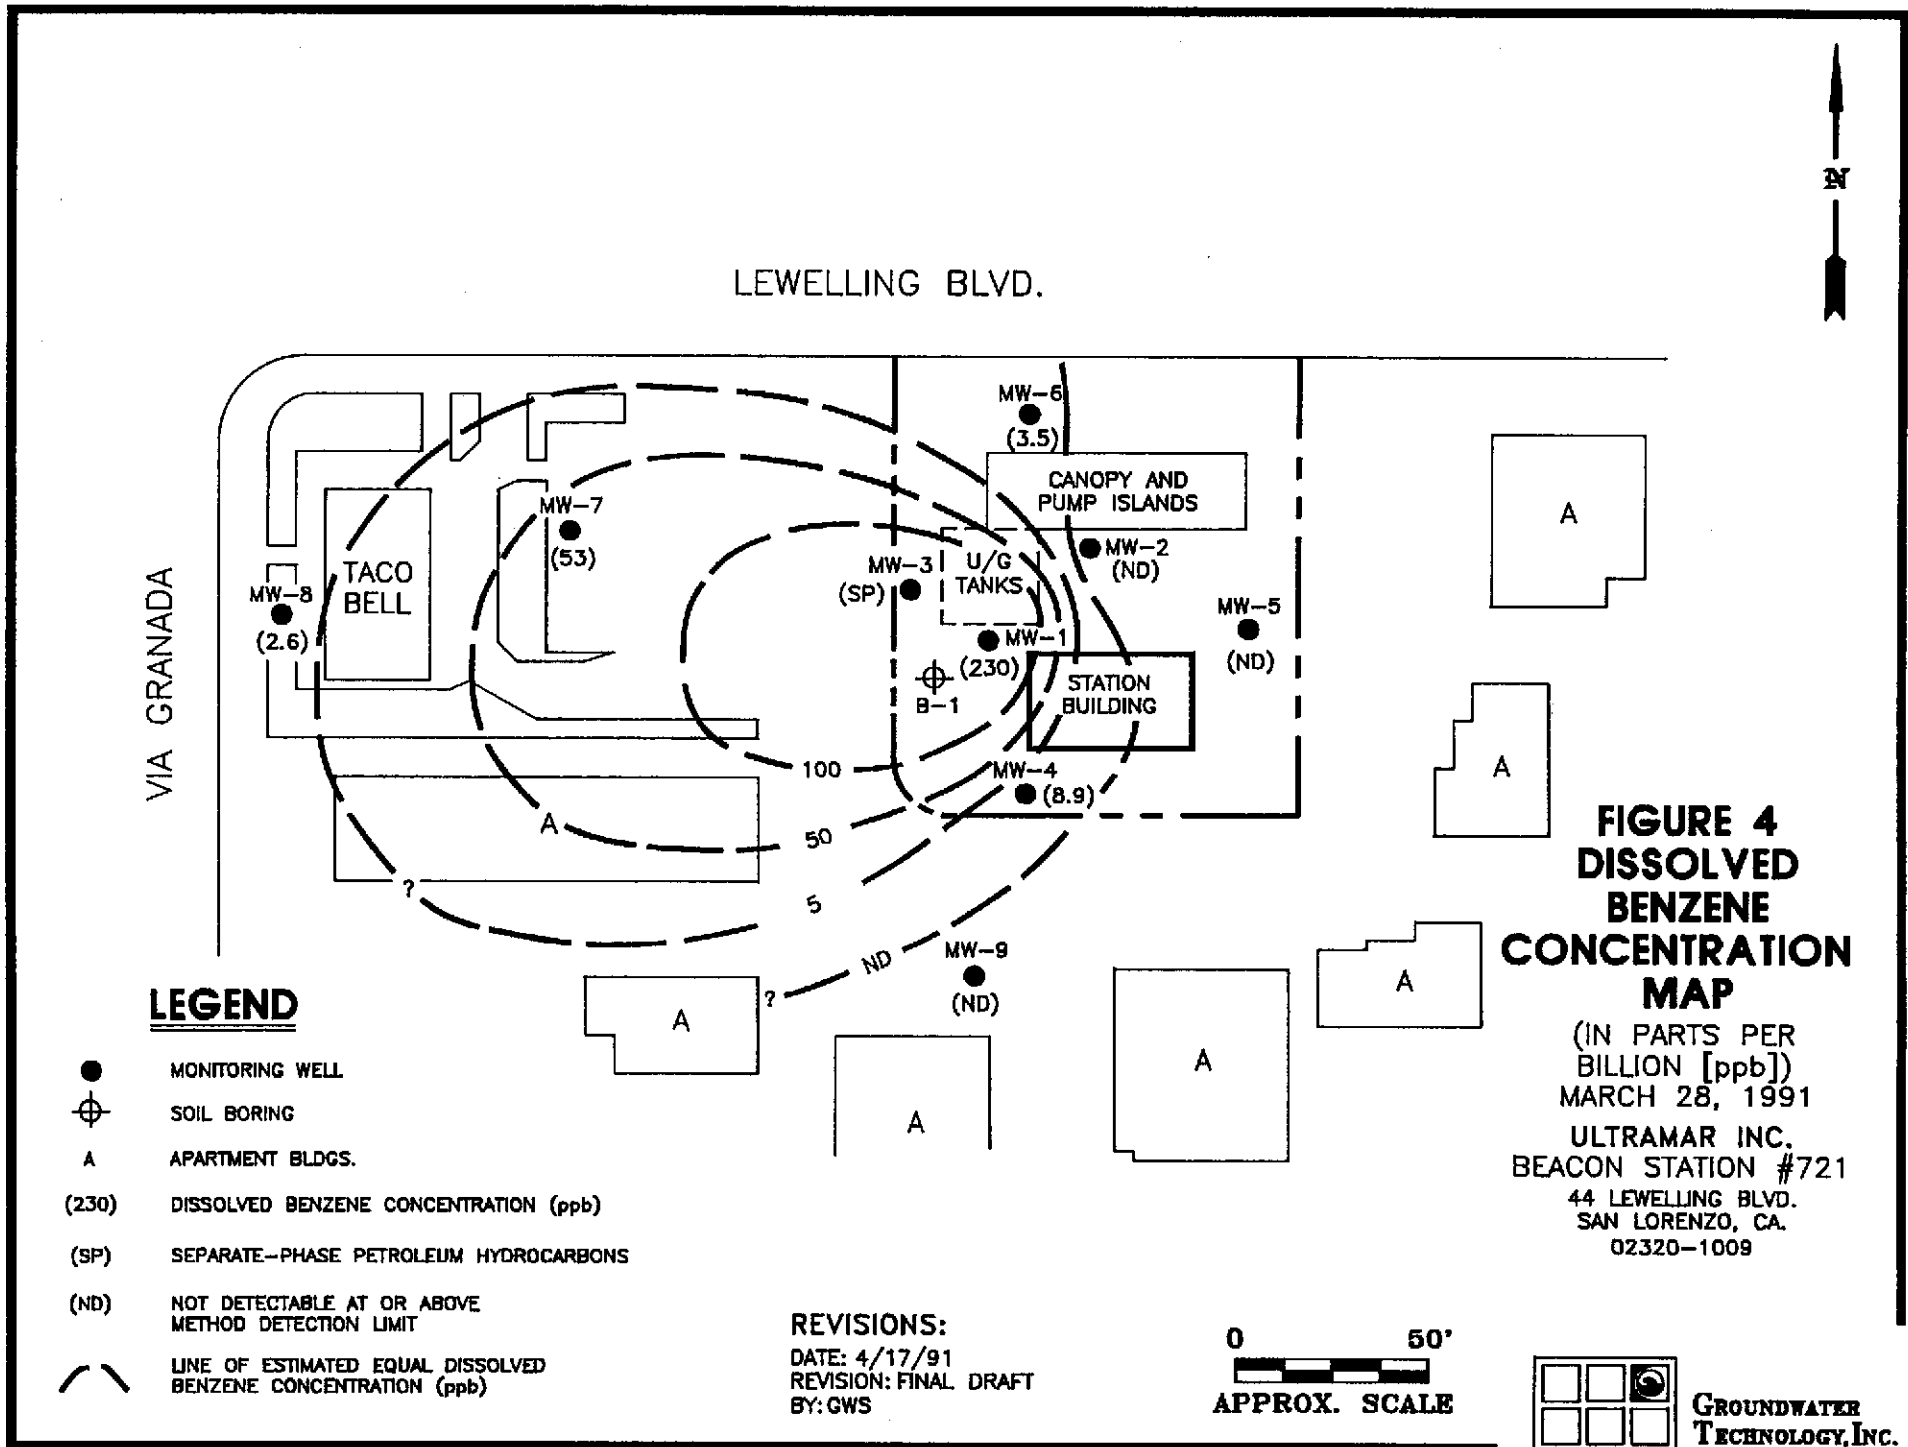 N
LEWELLING BLVD.
VIA GRANADA
MW-6
(3.5)
CANOPY AND
PUMP ISLANDS
MW-7
(53)
MW-3
(SP)
U/G
TANKS
MW-2
(ND)
TACO
BELL
MW-8
(2.6)
MW-5
(ND)
MW-1
(230)
B-1
STATION
BUILDING
100
MW-4
(8.9)
50
5
ND
?
?
MW-9
(ND)
A
A
A
A
A
A
A
FIGURE 4
DISSOLVED
BENZENE
CONCENTRATION
MAP
(IN PARTS PER
BILLION [ppb])
MARCH 28, 1991
ULTRAMAR INC.
BEACON STATION #721
44 LEWELLING BLVD.
SAN LORENZO, CA.
02320-1009
LEGEND
MONITORING WELL
SOIL BORING
A APARTMENT BLDGS.
(230) DISSOLVED BENZENE CONCENTRATION (ppb)
(SP) SEPARATE-PHASE PETROLEUM HYDROCARBONS
(ND) NOT DETECTABLE AT OR ABOVE
METHOD DETECTION LIMIT
LINE OF ESTIMATED EQUAL DISSOLVED
BENZENE CONCENTRATION (ppb)
REVISIONS:
DATE: 4/17/91
REVISION: FINAL DRAFT
BY: GWS
0 50'
APPROX. SCALE
GROUNDWATER
TECHNOLOGY, INC.